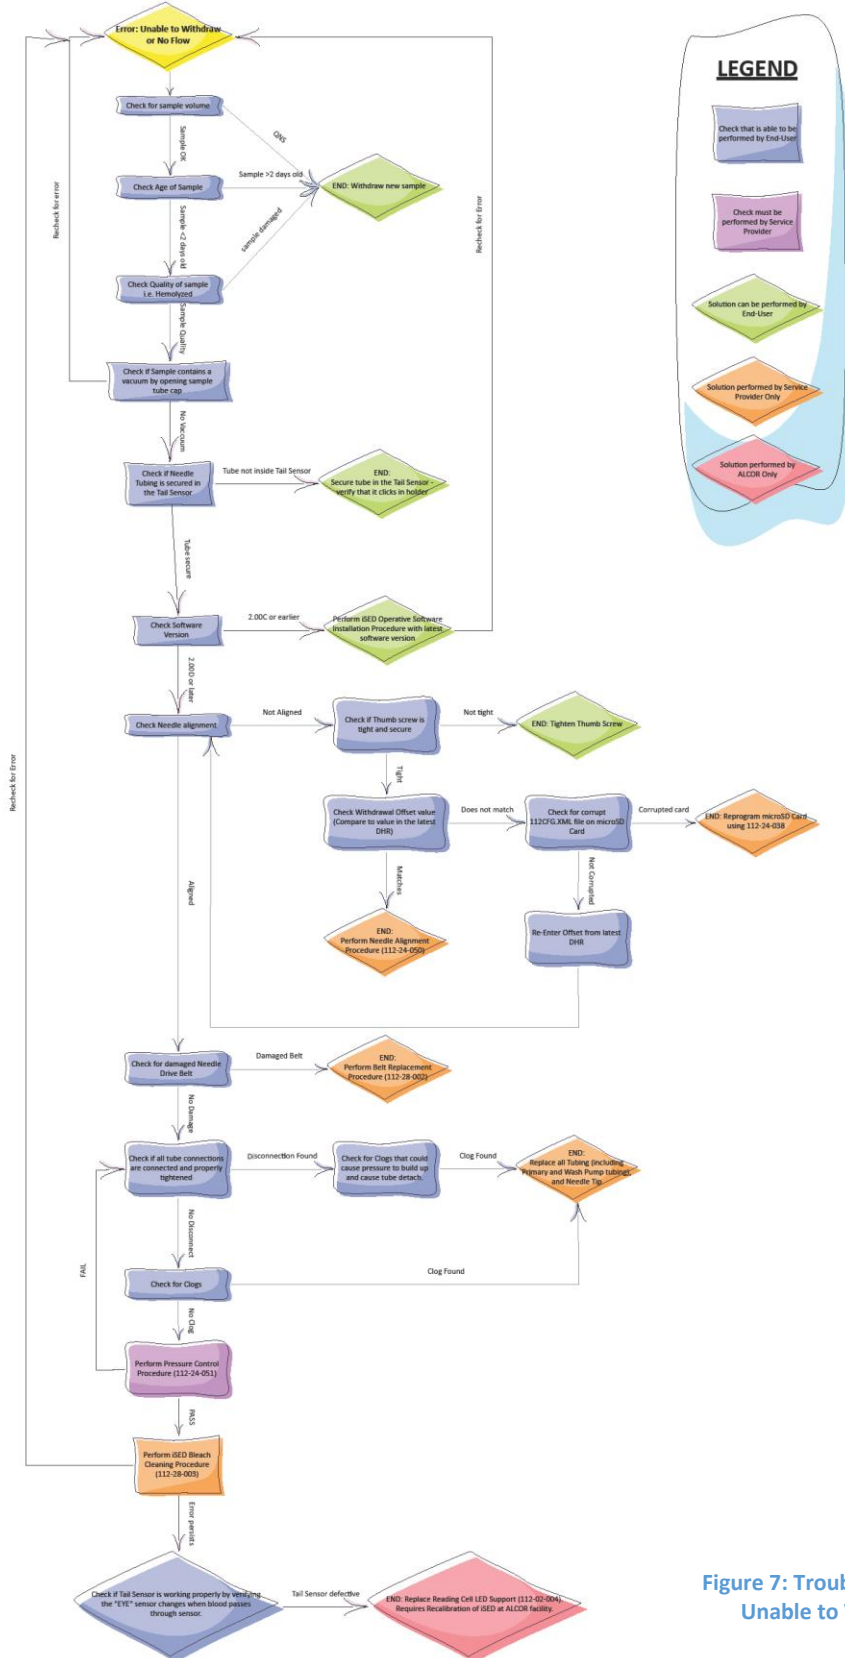 Error: Unable to Withdraw
or No Flow
LEGEND
Check that is able to be
performed by End-User
Check must be
performed by Service
Provider
Solution can be performed by
End-User
Solution performed by Service
Provider Only
Solution performed by
ALCOR Only
Check for sample volume
QNS
Sample OK
Check Age of Sample
Sample >2 days old
END: Withdraw new sample
Recheck for error
Recheck for Error
Sample <2 days old
sample damaged
Check Quality of sample
i.e. Hemolyzed
Sample Quality
Check if Sample contains a
vacuum by opening sample
tube cap
No Vaccuum
Check if Needle
Tubing is secured in
the Tail Sensor
Tube not inside Tail Sensor
END:
Secure tube in the Tail Sensor -
verify that it clicks in holder
Tube secure
Check Software
Version
2.00C or earlier
Perform iSED Operative Software
Installation Procedure with latest
software version
2.00D or later
Check Needle alignment
Not Aligned
Check if Thumb screw is
tight and secure
Not tight
END: Tighten Thumb Screw
Tight
Recheck for Error
Check Withdrawal Offset value
(Compare to value in the latest
DHR)
Does not match
Check for corrupt
112CFG.XML file on microSD
Card
Corrupted card
END: Reprogram microSD Card
using 112-24-038
Matches
Not Corrupted
Aligned
END:
Perform Needle Alignment
Procedure (112-24-050)
Re-Enter Offset from latest
DHR
Check for damaged Needle
Drive Belt
Damaged Belt
END:
Perform Belt Replacement
Procedure (112-28-002)
No Damage
Check if all tube connections
are connected and properly
tightened
Disconnection Found
Check for Clogs that could
cause pressure to build up
and cause tube detach.
Clog Found
END:
Replace all Tubing (including
Primary and Wash Pump tubing),
and Needle Tip
No Disconnect
FAIL
Check for Clogs
Clog Found
No Clog
Perform Pressure Control
Procedure (112-24-051)
PASS
Perform iSED Bleach
Cleaning Procedure
(112-28-003)
Error persists
Check if Tail Sensor is working properly by verifying
the "EYE" sensor changes when blood passes
through sensor.
Tail Sensor defective
END: Replace Reading Cell LED Support (112-02-004).
Requires Recalibration of iSED at ALCOR facility.
Figure 7: Troub
Unable to